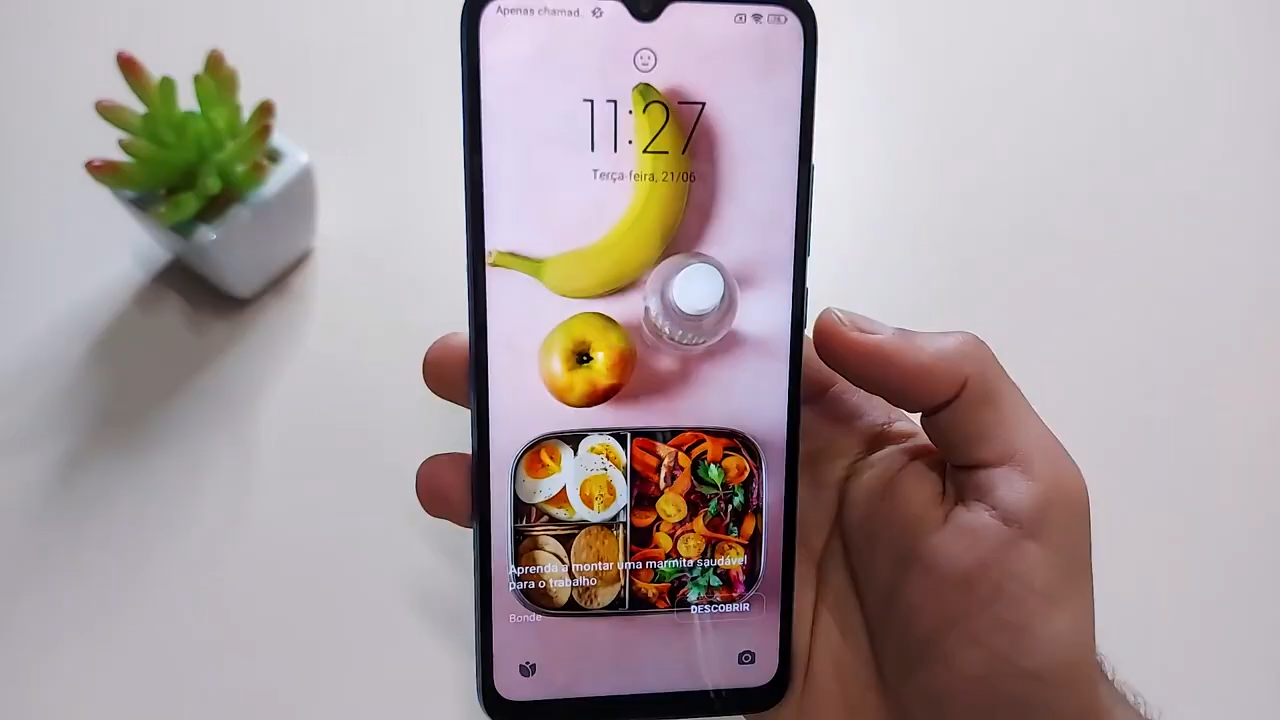 Apenas chamad.
11:27
Terça-feira, 21/06
Aprenda a montar uma marmita saudável
para o trabalho
Bonde
DESCOBRIR